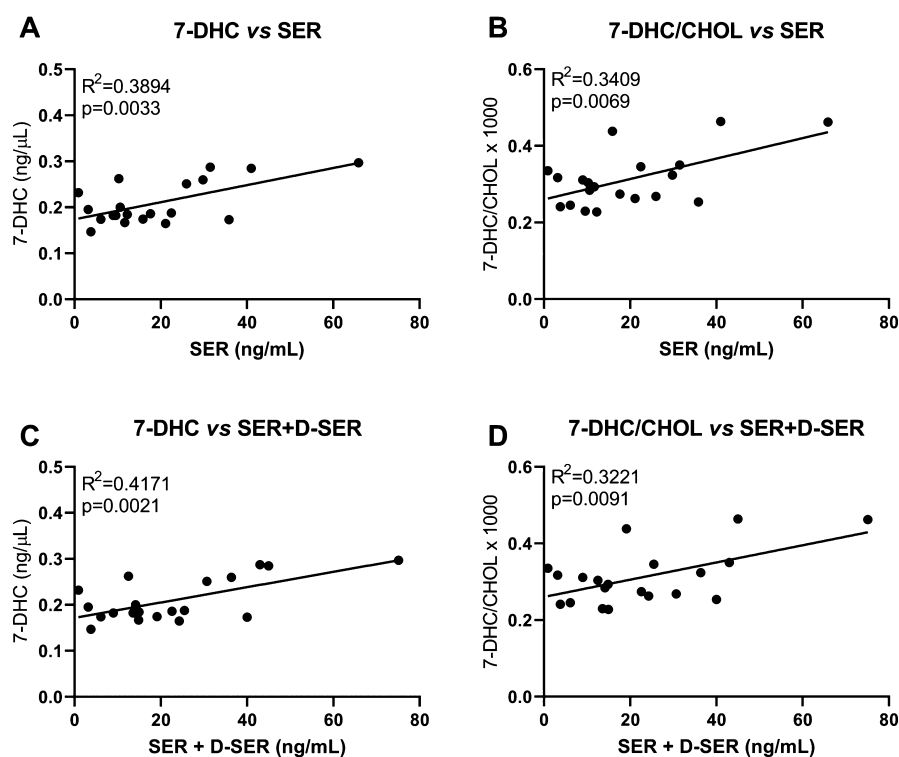 A
7-DHC vs SER
R²=0.3894
p=0.0033
7-DHC (ng/μL)
0.5
0.4
0.3
0.2
0.1
0.0
0 20 40 60 80
SER (ng/mL)
B
7-DHC/CHOL vs SER
R²=0.3409
p=0.0069
7-DHC/CHOL x 1000
0.6
0.4
0.2
0.0
0 20 40 60 80
SER (ng/mL)
C
7-DHC vs SER+D-SER
R²=0.4171
p=0.0021
7-DHC (ng/μL)
0.5
0.4
0.3
0.2
0.1
0.0
0 20 40 60 80
SER + D-SER (ng/mL)
D
7-DHC/CHOL vs SER+D-SER
R²=0.3221
p=0.0091
7-DHC/CHOL x 1000
0.6
0.4
0.2
0.0
0 20 40 60 80
SER + D-SER (ng/mL)